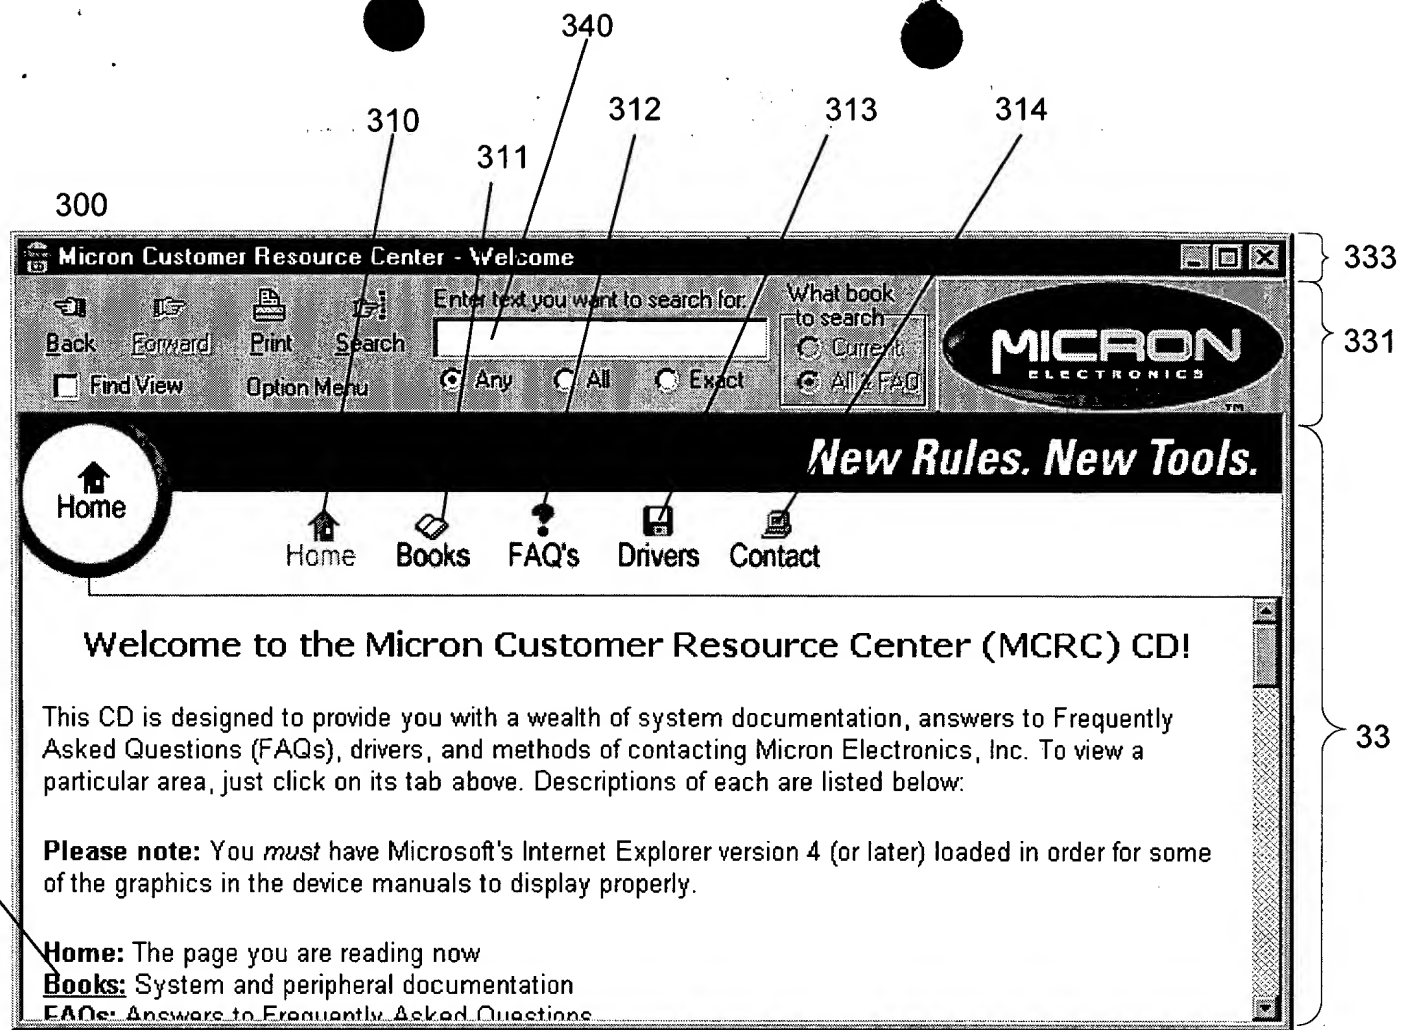 340
310
312
313
314
311
300
Micron Customer Resource Center - Welcome
333
Back
Forward
Print
Search
Enter text you want to search for:
What book
to search
Current
All & FAQ
Find View
Option Menu
Any
All
Exact
MICRON
ELECTRONICS
TM
331
New Rules. New Tools.
Home
Home
Books
FAQ's
Drivers
Contact
Welcome to the Micron Customer Resource Center (MCRC) CD!
This CD is designed to provide you with a wealth of system documentation, answers to Frequently
Asked Questions (FAQs), drivers, and methods of contacting Micron Electronics, Inc. To view a
particular area, just click on its tab above. Descriptions of each are listed below:
33
Please note: You must have Microsoft's Internet Explorer version 4 (or later) loaded in order for some
of the graphics in the device manuals to display properly.
Home: The page you are reading now
Books: System and peripheral documentation
FAQs: Answers to Frequently Asked Questions